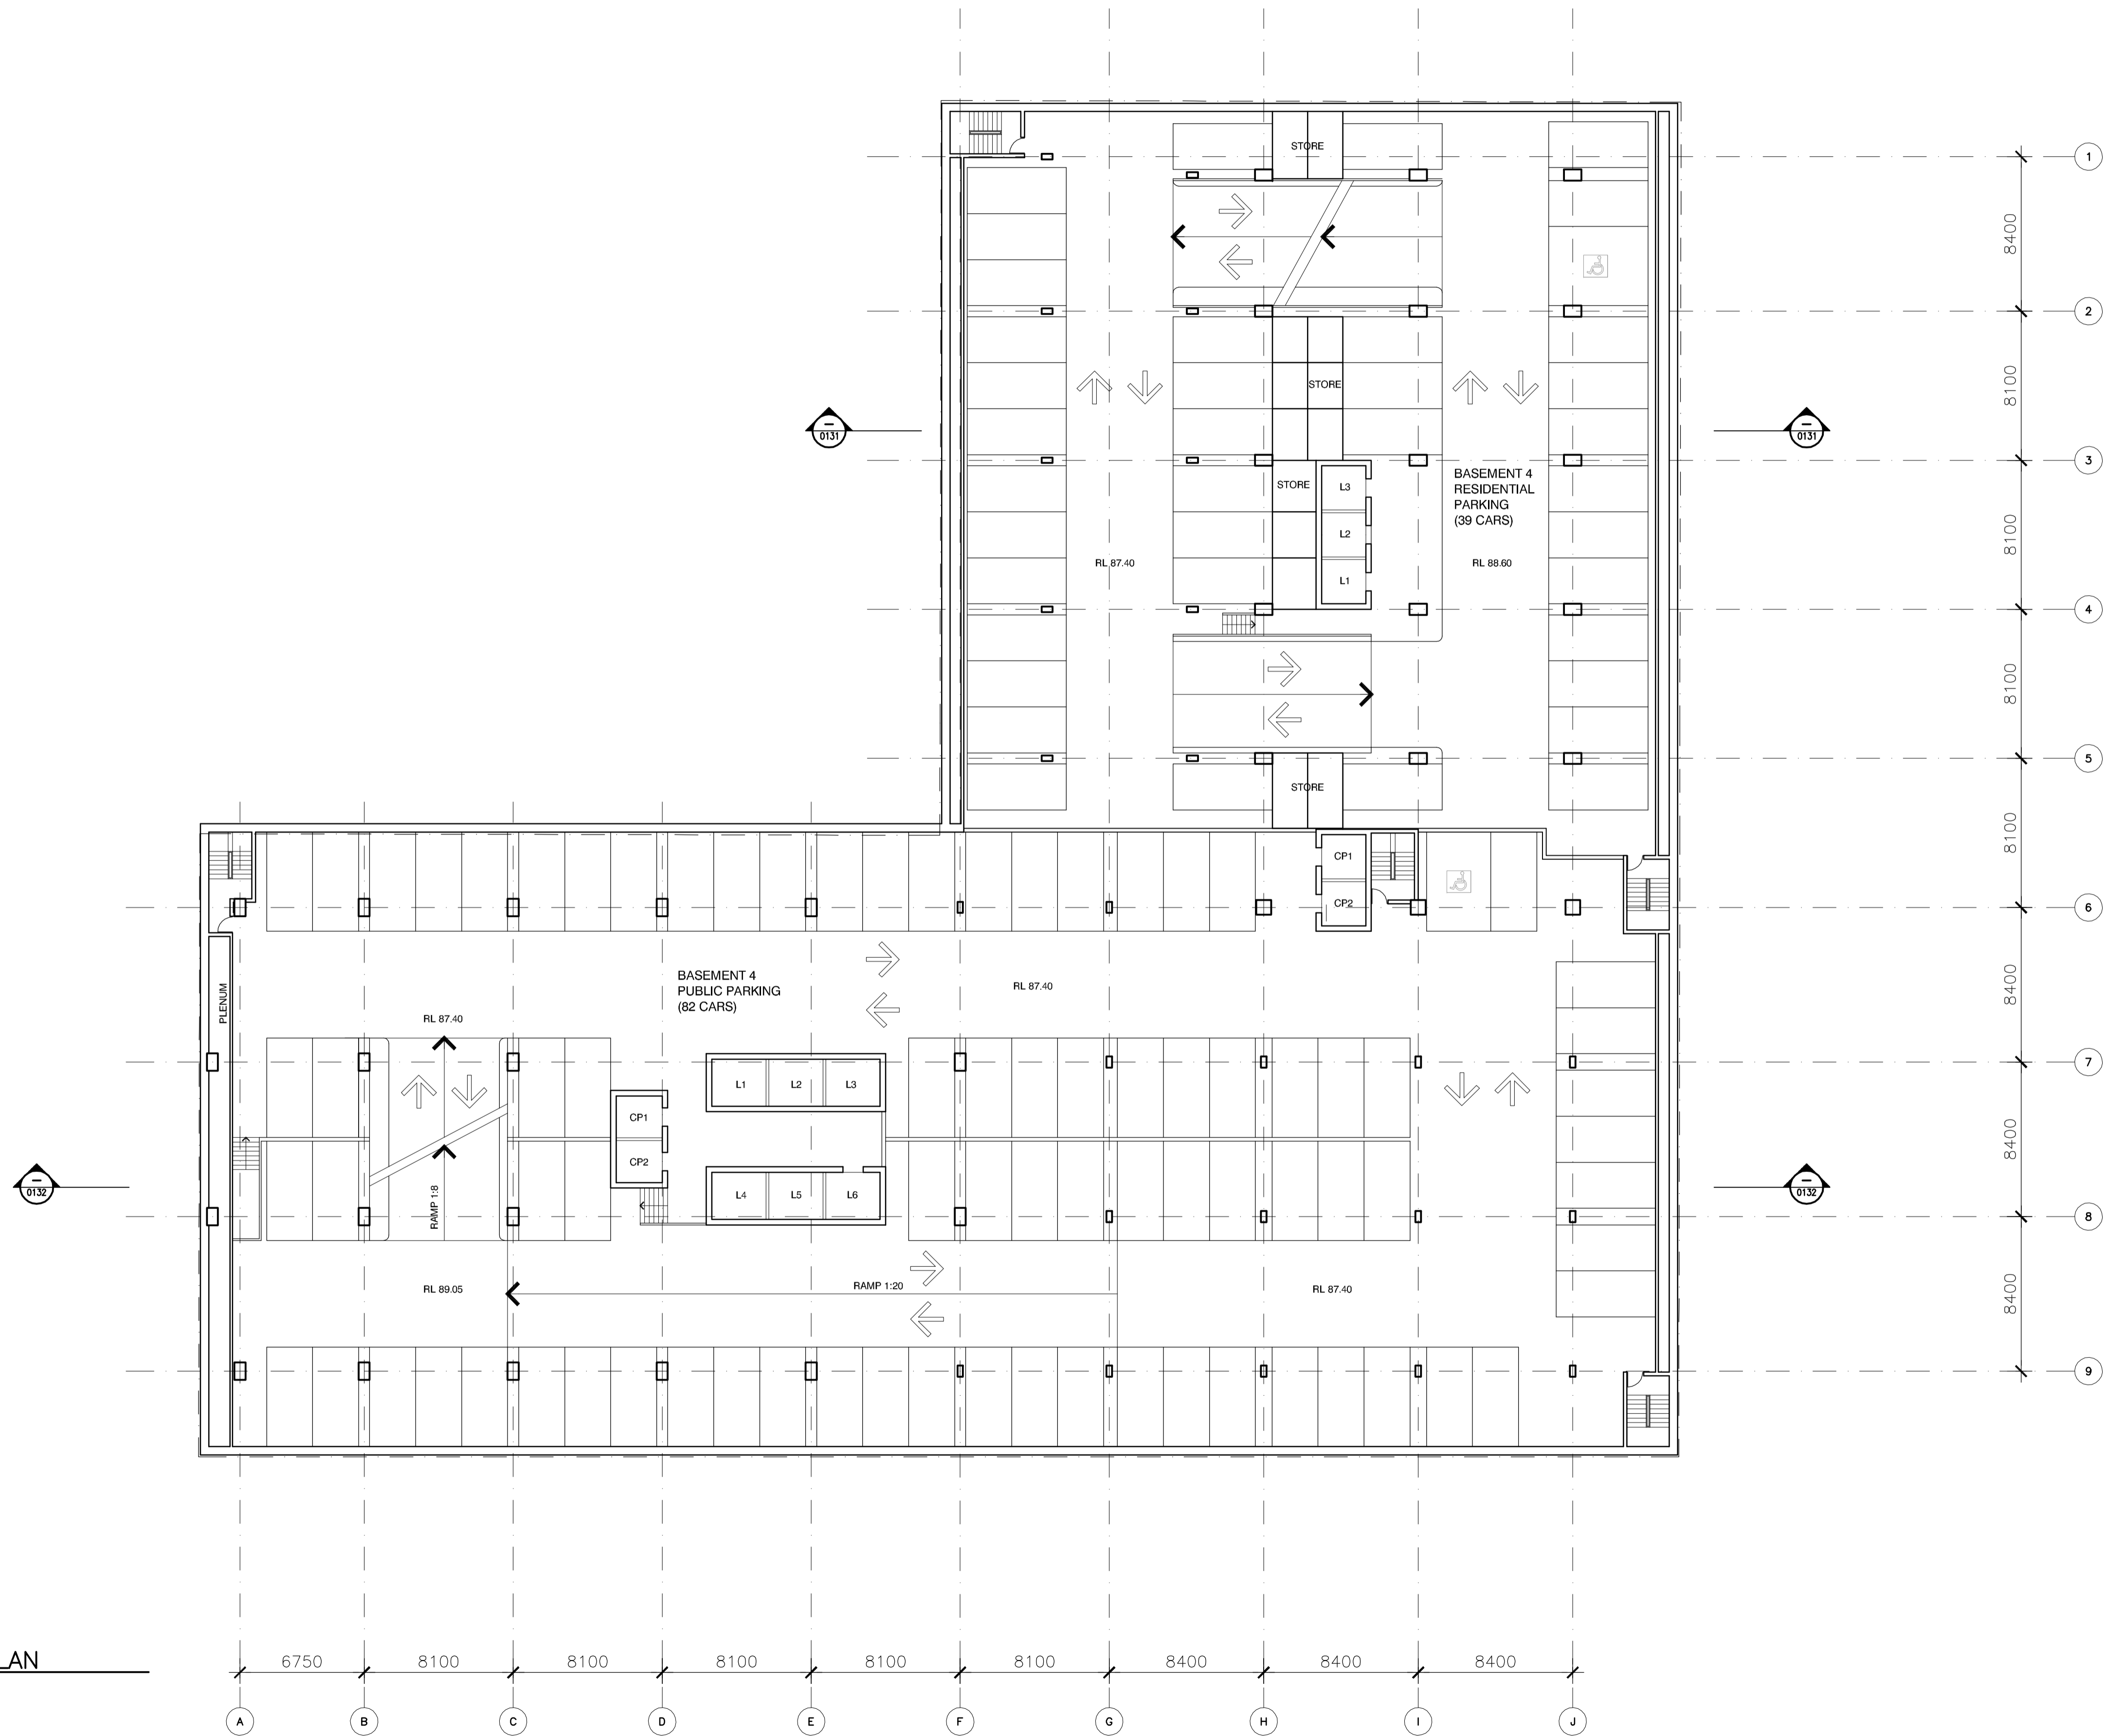 STORE
1
8400
2
8100
STORE
0131
0131
3
BASEMENT 4
RESIDENTIAL
PARKING
(39 CARS)
STORE
L3
L2
L1
8100
RL 87.40
RL 88.60
4
8100
5
STORE
8100
CP1
CP2
6
BASEMENT 4
PUBLIC PARKING
(82 CARS)
PLENUM
RL 87.40
RL 87.40
8400
7
L1
L2
L3
CP1
CP2
8400
0132
0132
L4
L5
L6
RAMP 1:8
8
RL 89.05
RAMP 1:20
RL 87.40
8400
9
LAN
6750
8100
8100
8100
8100
8100
8400
8400
8400
A
B
C
D
E
F
G
H
I
J